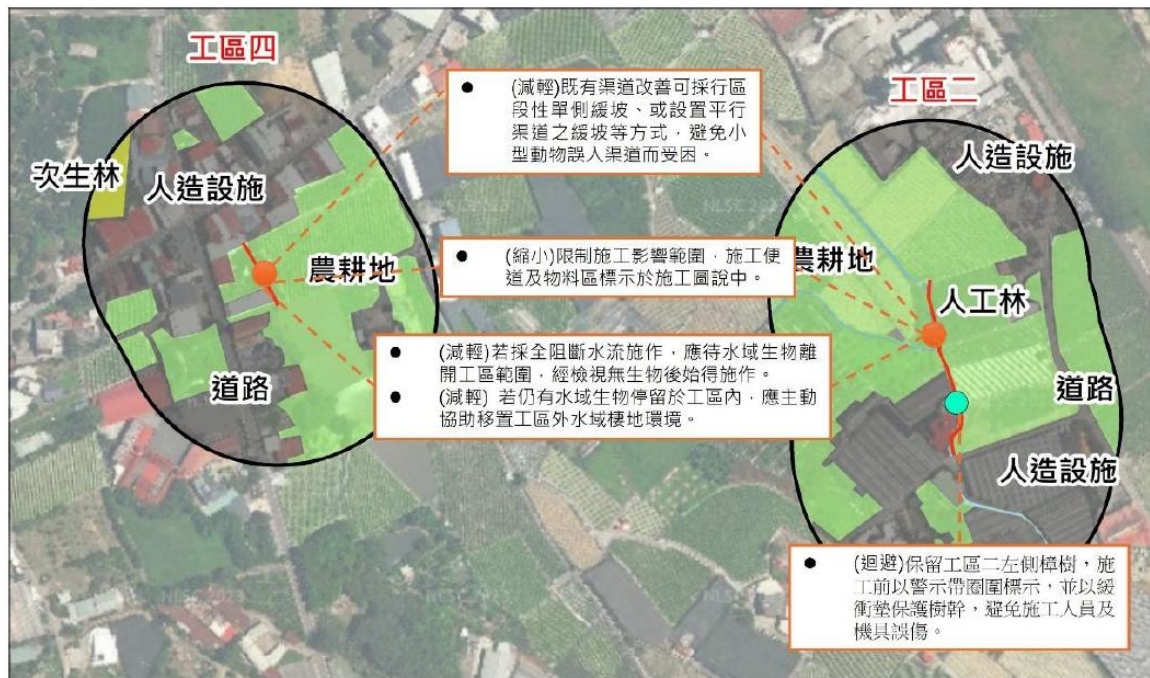 工區四
工區二
● (減輕)既有渠道改善可採行區
段性單側緩坡、或設置平行
渠道之緩坡等方式，避免小
型動物誤入渠道而受困。
次生林
人造設施
人造設施
● (縮小)限制施工影響範圍，施工便
道及物料區標示於施工圖說中。
農耕地
農耕地
人工林
● (減輕)若採全阻斷水流施作，應待水域生物離
開工區範圍，經檢視無生物後始得施作。
● (減輕) 若仍有水域生物停留於工區內，應主動
協助移置工區外水域棲地環境。
道路
道路
人造設施
● (迴避)保留工區二左側樟樹，施
工前以警示帶圈圍標示，並以緩
衝墊保護樹幹，避免施工人員及
機具誤傷。